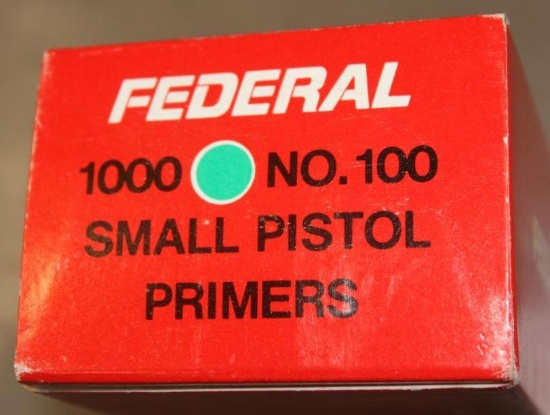 FEDERAL
1000 NO. 100
SMALL PISTOL
PRIMERS